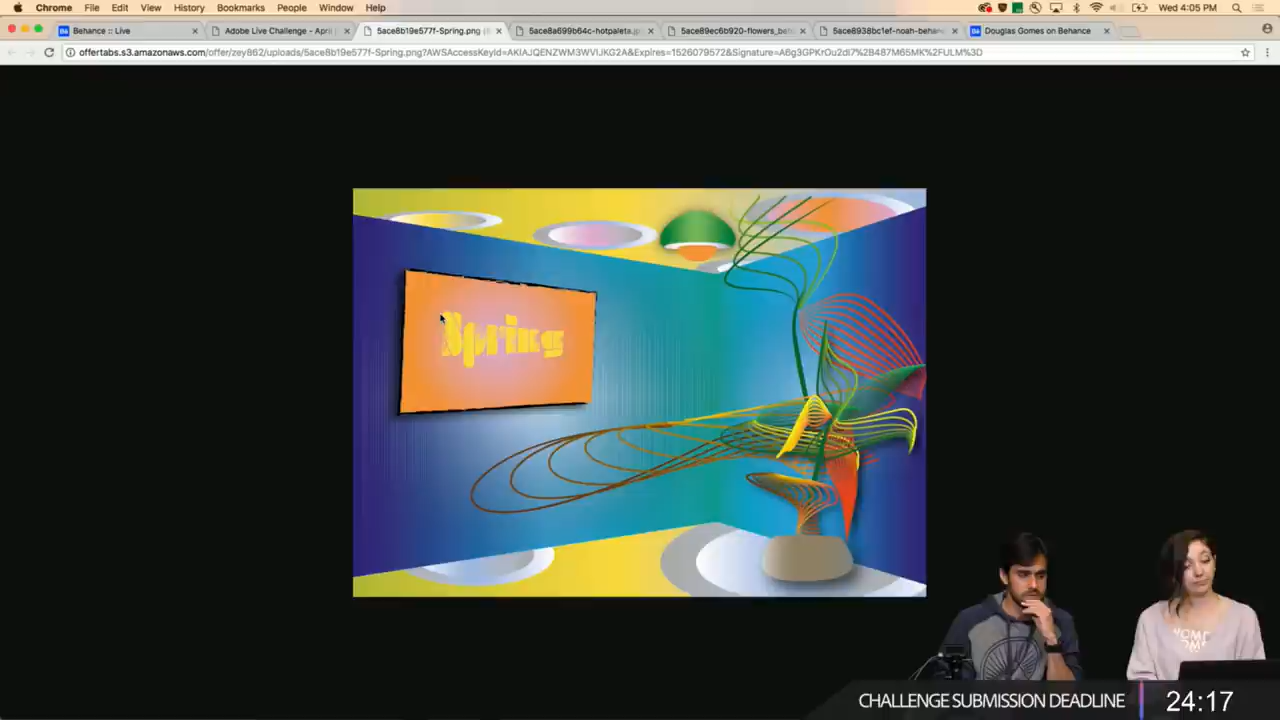 Chrome File Edit View History Bookmarks People Window Help
Wed 4:05 PM
Behance :: Live
Adobe Live Challenge - April
5ace8b19e577f-Spring.png
5ace8a699b64c-hotpaleta.jp
5ace89ec6b920-flowers_beh
5ace8938bc1ef-noah-behan
Douglas Gomes on Behance
Spring
CHALLENGE SUBMISSION DEADLINE
24:17